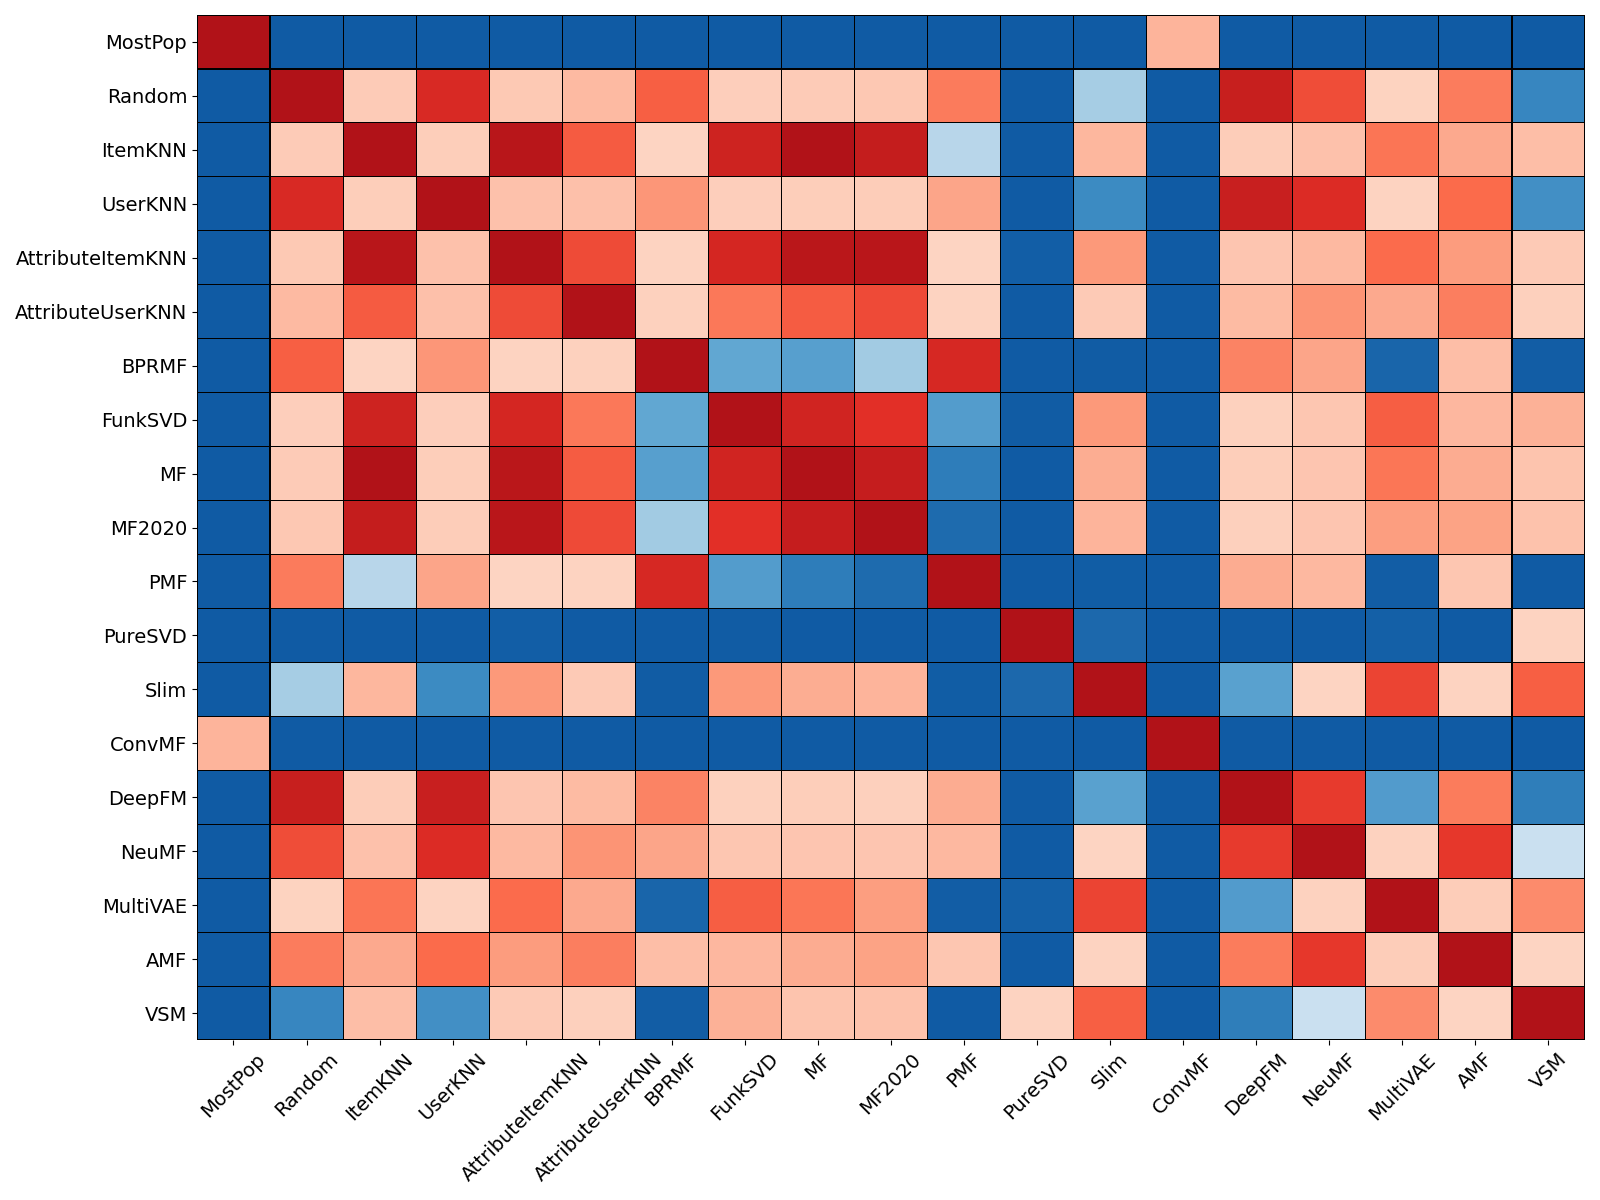 MostPop
Random
ItemKNN
UserKNN
AttributeItemKNN
AttributeUserKNN
BPRMF
FunkSVD
MF
MF2020
PMF
PureSVD
Slim
ConvMF
DeepFM
NeuMF
MultiVAE
AMF
VSM
MostPop
Random
ItemKNN
UserKNN
AttributeItemKNN
AttributeUserKNN
BPRMF
FunkSVD
MF
MF2020
PMF
PureSVD
Slim
ConvMF
DeepFM
NeuMF
MultiVAE
AMF
VSM